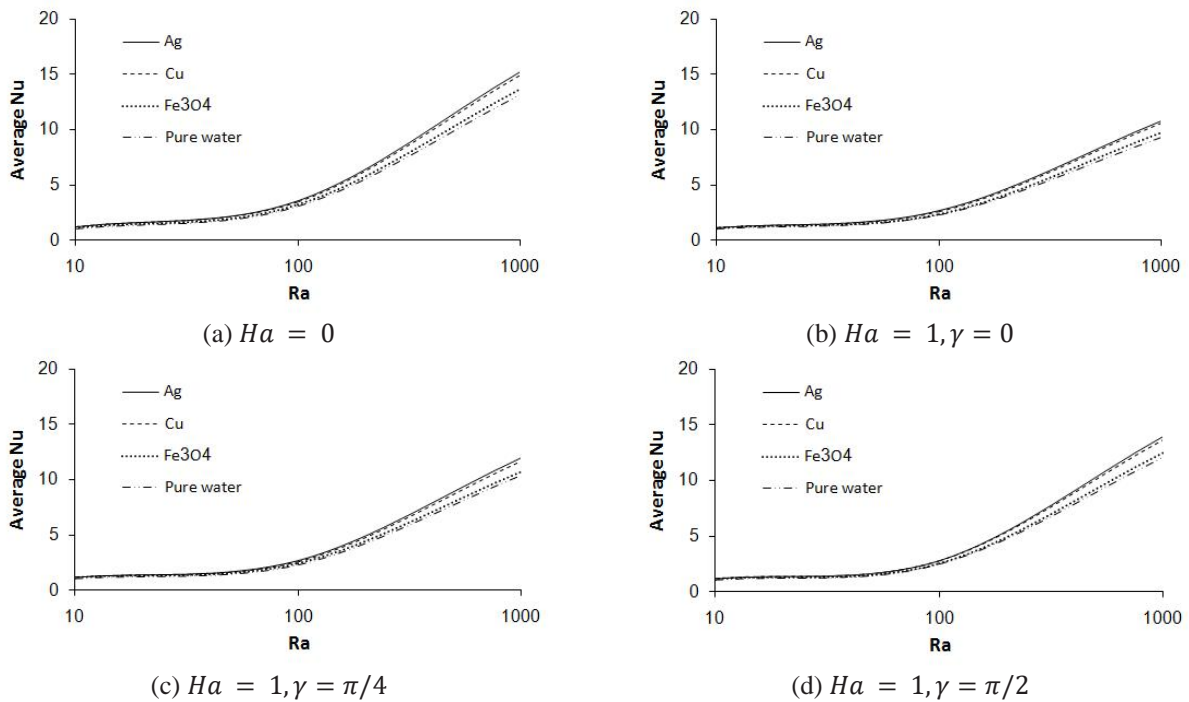 20
15
10
5
0
Average Nu
Ag
Cu
Fe3O4
Pure water
10 100 1000
Ra
(a) Ha = 0
20
15
10
5
0
Average Nu
Ag
Cu
Fe3O4
Pure water
10 100 1000
Ra
(b) Ha = 1, γ = 0
20
15
10
5
0
Average Nu
Ag
Cu
Fe3O4
Pure water
10 100 1000
Ra
(c) Ha = 1, γ = π/4
20
15
10
5
0
Average Nu
Ag
Cu
Fe3O4
Pure water
10 100 1000
Ra
(d) Ha = 1, γ = π/2